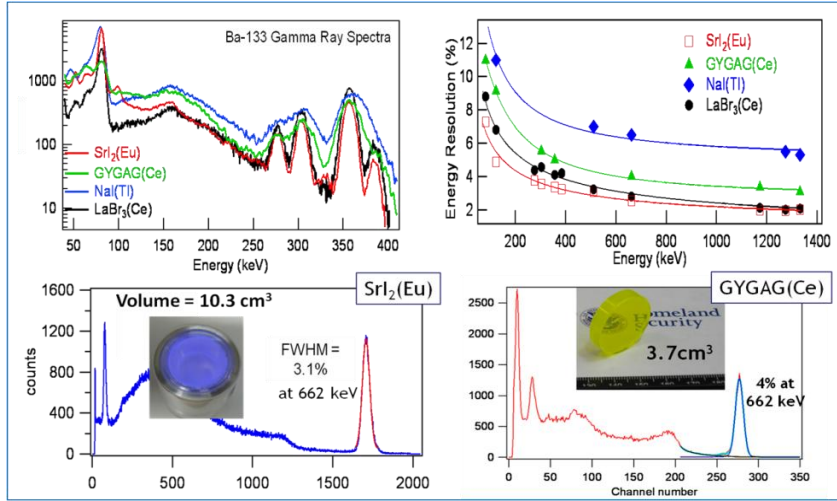 Ba-133 Gamma Ray Spectra
1000
100
10
SrI₂(Eu)
GYGAG(Ce)
NaI(Tl)
LaBr₃(Ce)
50 100 150 200 250 300 350 400
Energy (keV)
Energy Resolution (%)
12
10
8
6
4
2
SrI₂(Eu)
GYGAG(Ce)
NaI(Tl)
LaBr₃(Ce)
200 400 600 800 1000 1200 1400
Energy (keV)
counts
1600
1200
800
400
0
Volume = 10.3 cm³
SrI₂(Eu)
FWHM =
3.1%
at 662 keV
0 500 1000 1500 2000
2500
2000
1500
1000
500
0
GYGAG(Ce)
Homeland
Security
3.7cm³
4% at
662 keV
0 50 100 150 200 250 300 350
Channel number